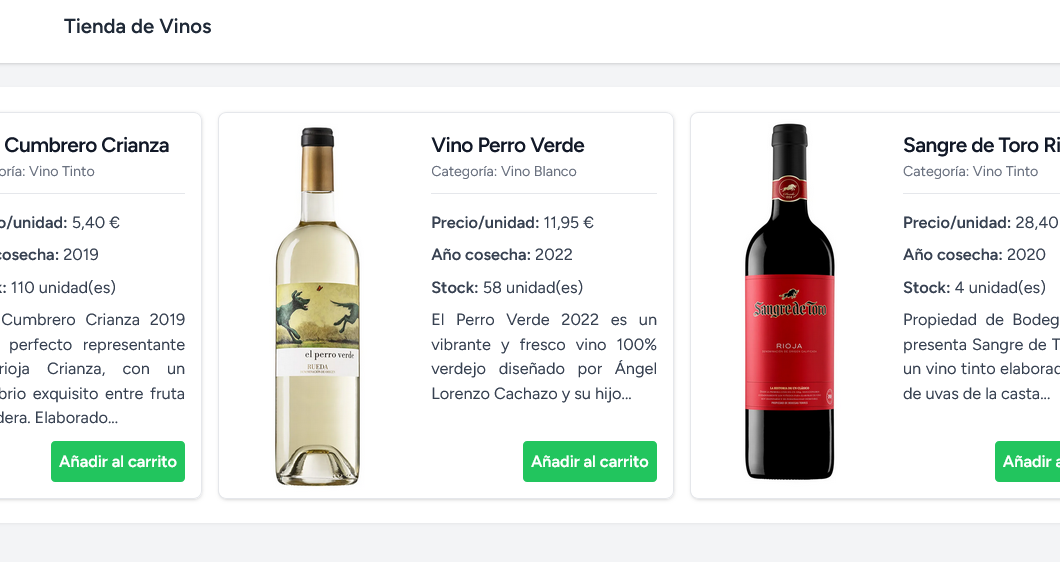 Tienda de Vinos
Cumbrero Crianza
oría: Vino Tinto
o/unidad: 5,40 €
cosecha: 2019
: 110 unidad(es)
Cumbrero Crianza 2019
perfecto representante
rioja Crianza, con un
brio exquisito entre fruta
dera. Elaborado...
Añadir al carrito
el perro verde
RUEDA
Vino Perro Verde
Categoría: Vino Blanco
Precio/unidad: 11,95 €
Año cosecha: 2022
Stock: 58 unidad(es)
El Perro Verde 2022 es un
vibrante y fresco vino 100%
verdejo diseñado por Ángel
Lorenzo Cachazo y su hijo...
Añadir al carrito
Sangre de Toro
RIOJA
Sangre de Toro Ri
Categoría: Vino Tinto
Precio/unidad: 28,40
Año cosecha: 2020
Stock: 4 unidad(es)
Propiedad de Bodeg
presenta Sangre de T
un vino tinto elaborad
de uvas de la casta...
Añadir a